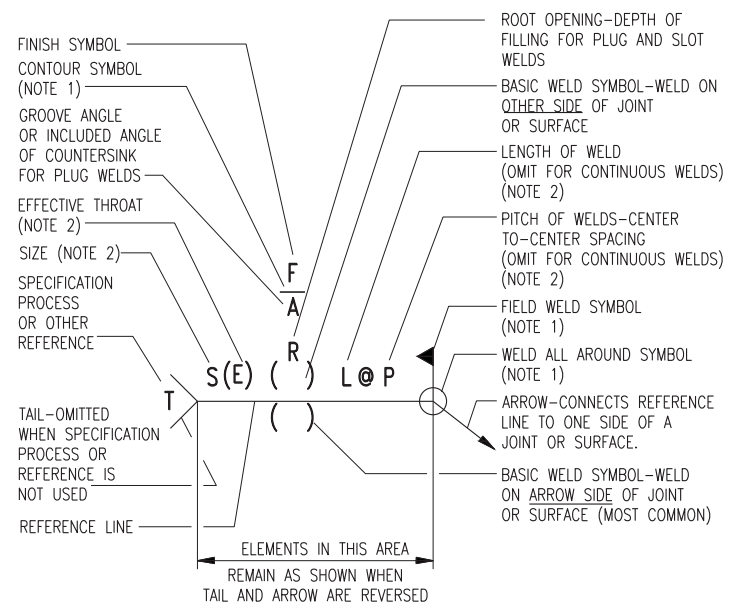 FINISH SYMBOL
CONTOUR SYMBOL
(NOTE 1)
GROOVE ANGLE
OR INCLUDED ANGLE
OF COUNTERSINK
FOR PLUG WELDS
EFFECTIVE THROAT
(NOTE 2)
SIZE (NOTE 2)
SPECIFICATION
PROCESS
OR OTHER
REFERENCE
TAIL-OMITTED
WHEN SPECIFICATION
PROCESS OR
REFERENCE IS
NOT USED
REFERENCE LINE
F
A
R
S(E) ( ) L @ P
T
( )
ELEMENTS IN THIS AREA
REMAIN AS SHOWN WHEN
TAIL AND ARROW ARE REVERSED
ROOT OPENING-DEPTH OF
FILLING FOR PLUG AND SLOT
WELDS
BASIC WELD SYMBOL-WELD ON
OTHER SIDE OF JOINT
OR SURFACE
LENGTH OF WELD
(OMIT FOR CONTINUOUS WELDS)
(NOTE 2)
PITCH OF WELDS-CENTER
TO-CENTER SPACING
(OMIT FOR CONTINUOUS WELDS)
(NOTE 2)
FIELD WELD SYMBOL
(NOTE 1)
WELD ALL AROUND SYMBOL
(NOTE 1)
ARROW-CONNECTS REFERENCE
LINE TO ONE SIDE OF A
JOINT OR SURFACE.
BASIC WELD SYMBOL-WELD
ON ARROW SIDE OF JOINT
OR SURFACE (MOST COMMON)